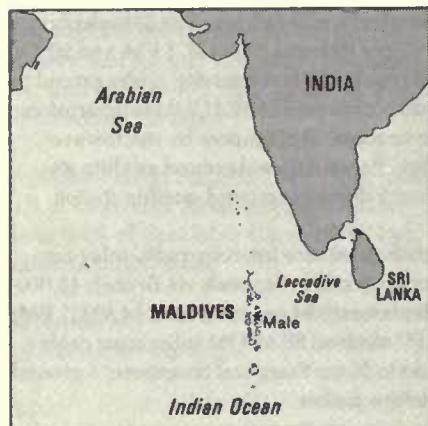 Arabian
Sea
INDIA
Laccadive
Sea
SRI
LANKA
MALDIVES
Male
Indian Ocean